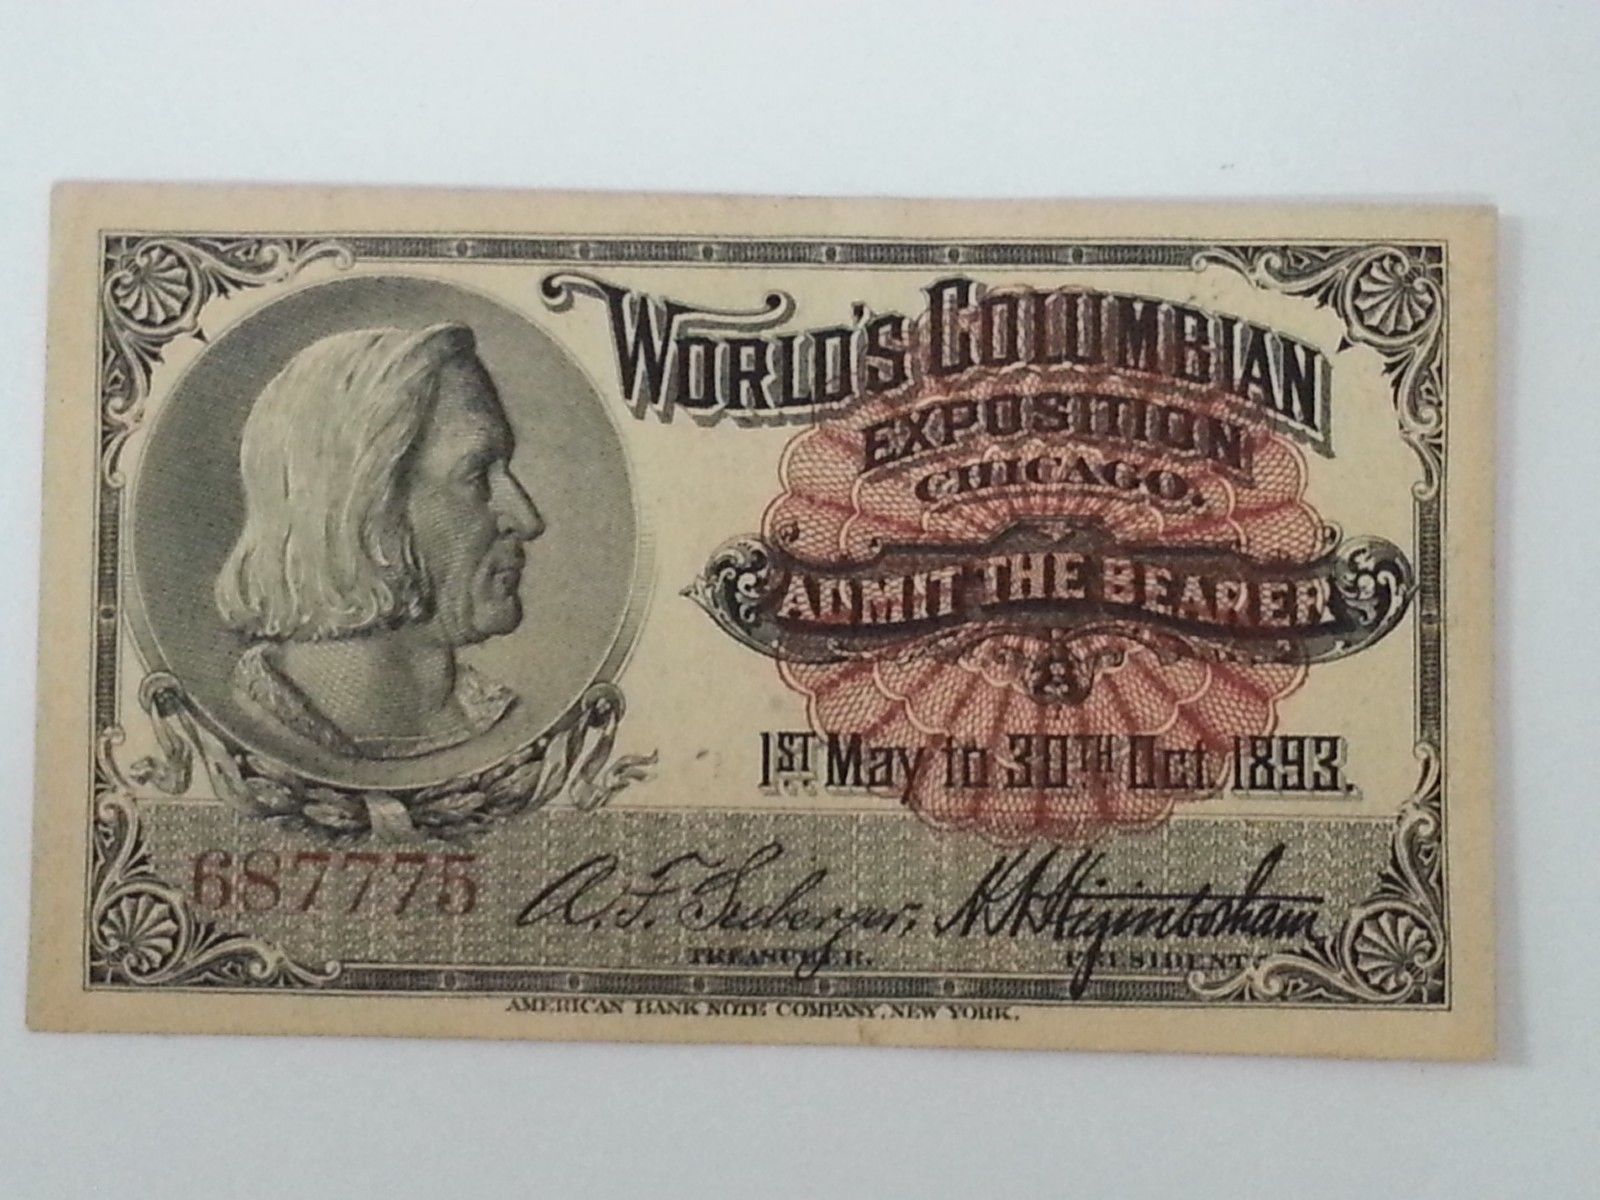 WORLD'S COLUMBIAN
EXPOSITION
CHICAGO.
ADMIT THE BEARER
1ST May to 30TH Oct. 1893.
687775
A. F. Seeberger, H. N. Higinbotham
TREASURER. PRESIDENT.
AMERICAN BANK NOTE COMPANY, NEW YORK.